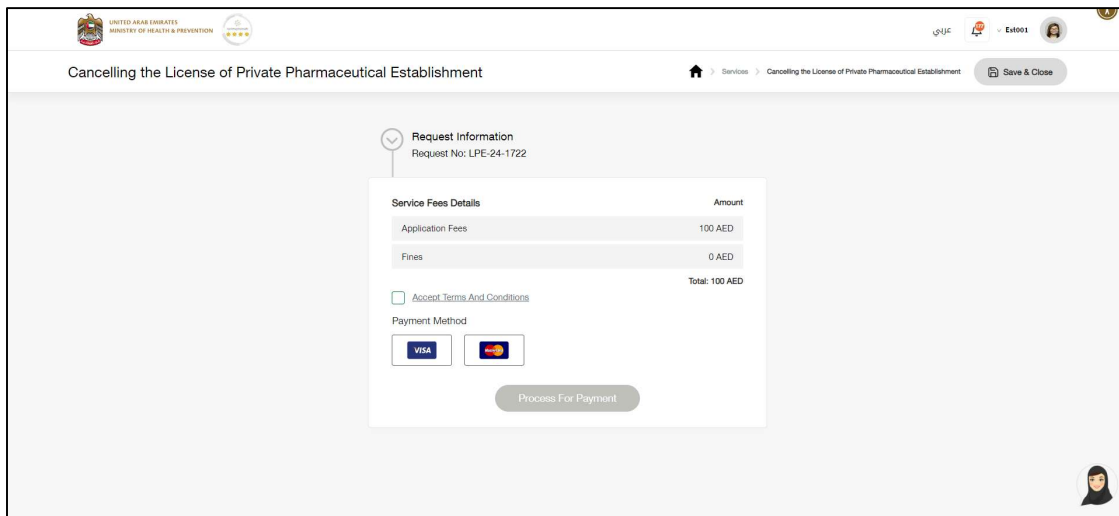 UNITED ARAB EMIRATES
MINISTRY OF HEALTH & PREVENTION
عربي
Est001
Cancelling the License of Private Pharmaceutical Establishment
Services > Cancelling the License of Private Pharmaceutical Establishment
Save & Close
Request Information
Request No: LPE-24-1722
Service Fees Details Amount
Application Fees 100 AED
Fines 0 AED
Total: 100 AED
Accept Terms And Conditions
Payment Method
VISA
Process For Payment